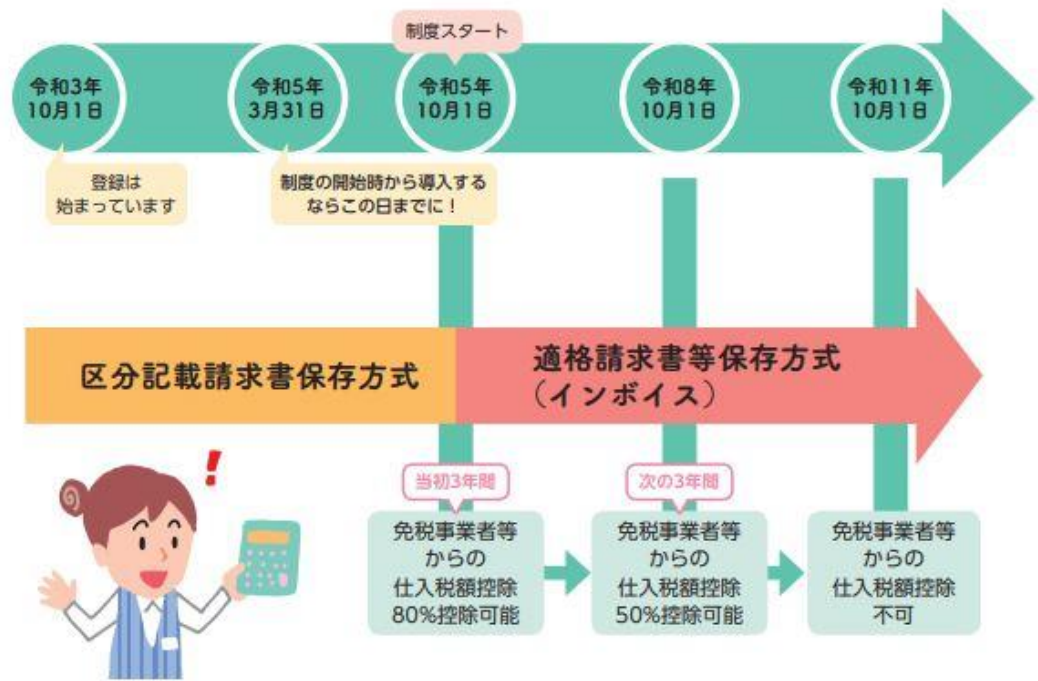 制度スタート
令和3年
10月1日
令和5年
3月31日
令和5年
10月1日
令和8年
10月1日
令和11年
10月1日
登録は
始まっています
制度の開始時から導入する
ならこの日までに！
区分記載請求書保存方式
適格請求書等保存方式
（インボイス）
！
当初3年間
次の3年間
免税事業者等
からの
仕入税額控除
80%控除可能
免税事業者等
からの
仕入税額控除
50%控除可能
免税事業者等
からの
仕入税額控除
不可